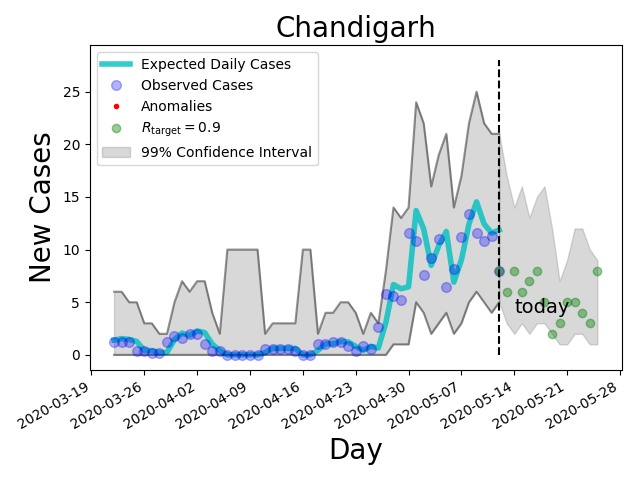 Chandigarh
Expected Daily Cases
Observed Cases
Anomalies
R_target = 0.9
99% Confidence Interval
New Cases
25
20
15
10
5
0
today
2020-03-19
2020-03-26
2020-04-02
2020-04-09
2020-04-16
2020-04-23
2020-04-30
2020-05-07
2020-05-14
2020-05-21
2020-05-28
Day